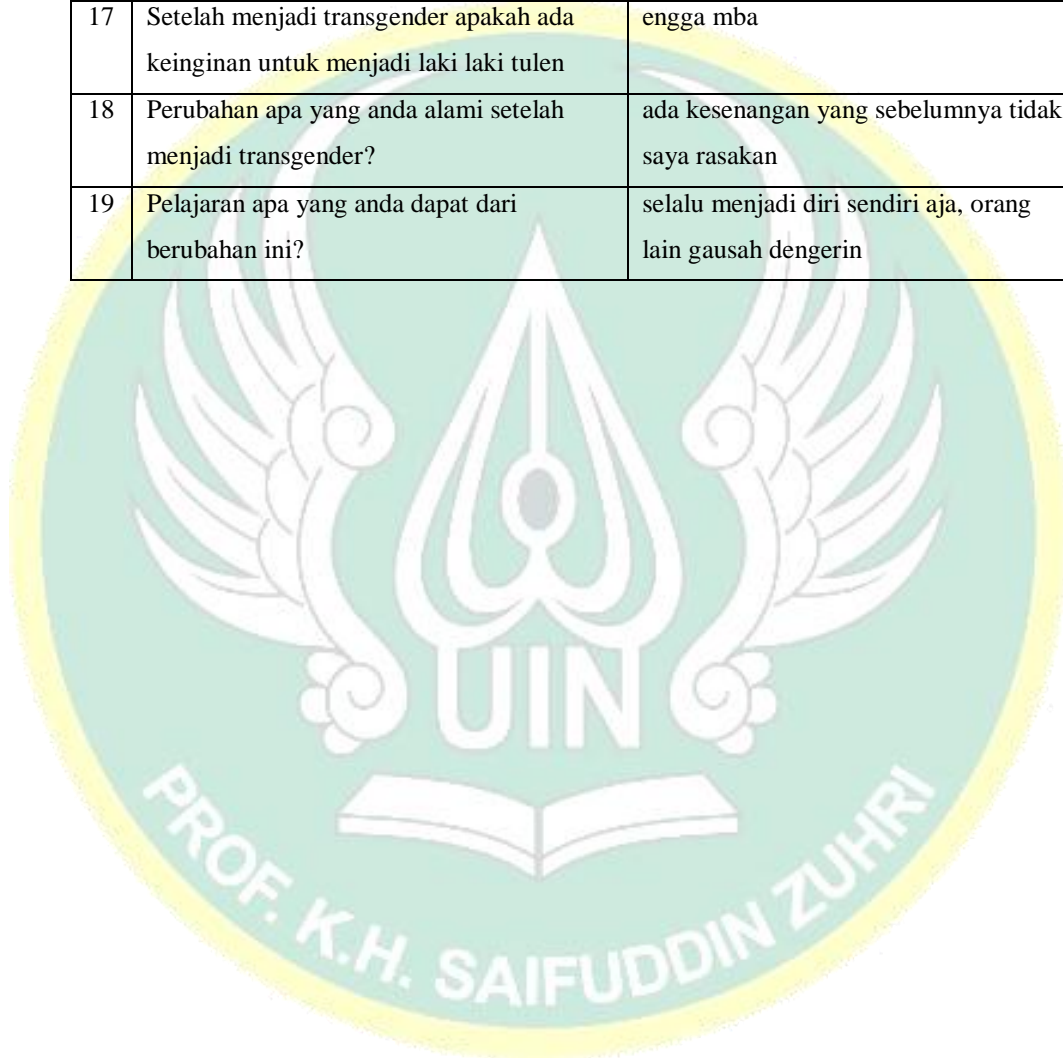 17 Setelah menjadi transgender apakah ada engga mba
keinginan untuk menjadi laki laki tulen
18 Perubahan apa yang anda alami setelah ada kesenangan yang sebelumnya tidak
menjadi transgender? saya rasakan
19 Pelajaran apa yang anda dapat dari selalu menjadi diri sendiri aja, orang
berubahan ini? lain gausah dengerin
UIN
PROF. K.H. SAIFUDDIN ZUHRI